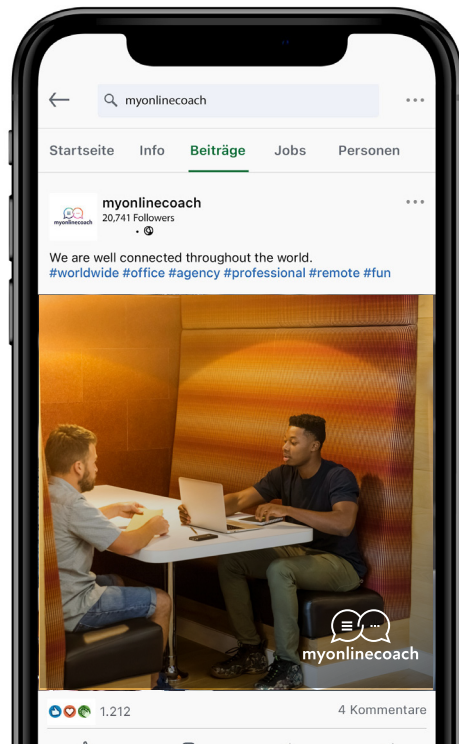 myonlinecoach
Startseite Info Beiträge Jobs Personen
myonlinecoach
myonlinecoach
20,741 Followers
We are well connected throughout the world.
#worldwide #office #agency #professional #remote #fun
myonlinecoach
1.212
4 Kommentare